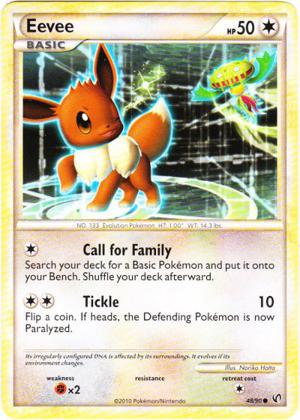 Eevee HP 50
BASIC
NO. 133 Evolution Pokémon HT: 1'00" WT: 14.3 lbs.
Call for Family
Search your deck for a Basic Pokémon and put it onto
your Bench. Shuffle your deck afterward.
Tickle 10
Flip a coin. If heads, the Defending Pokémon is now
Paralyzed.
Its irregularly configured DNA is affected by its surroundings. It evolves if its
environment changes.
Illus. Noriko Hotta
weakness resistance retreat cost
×2
©2010 Pokémon/Nintendo 48/90